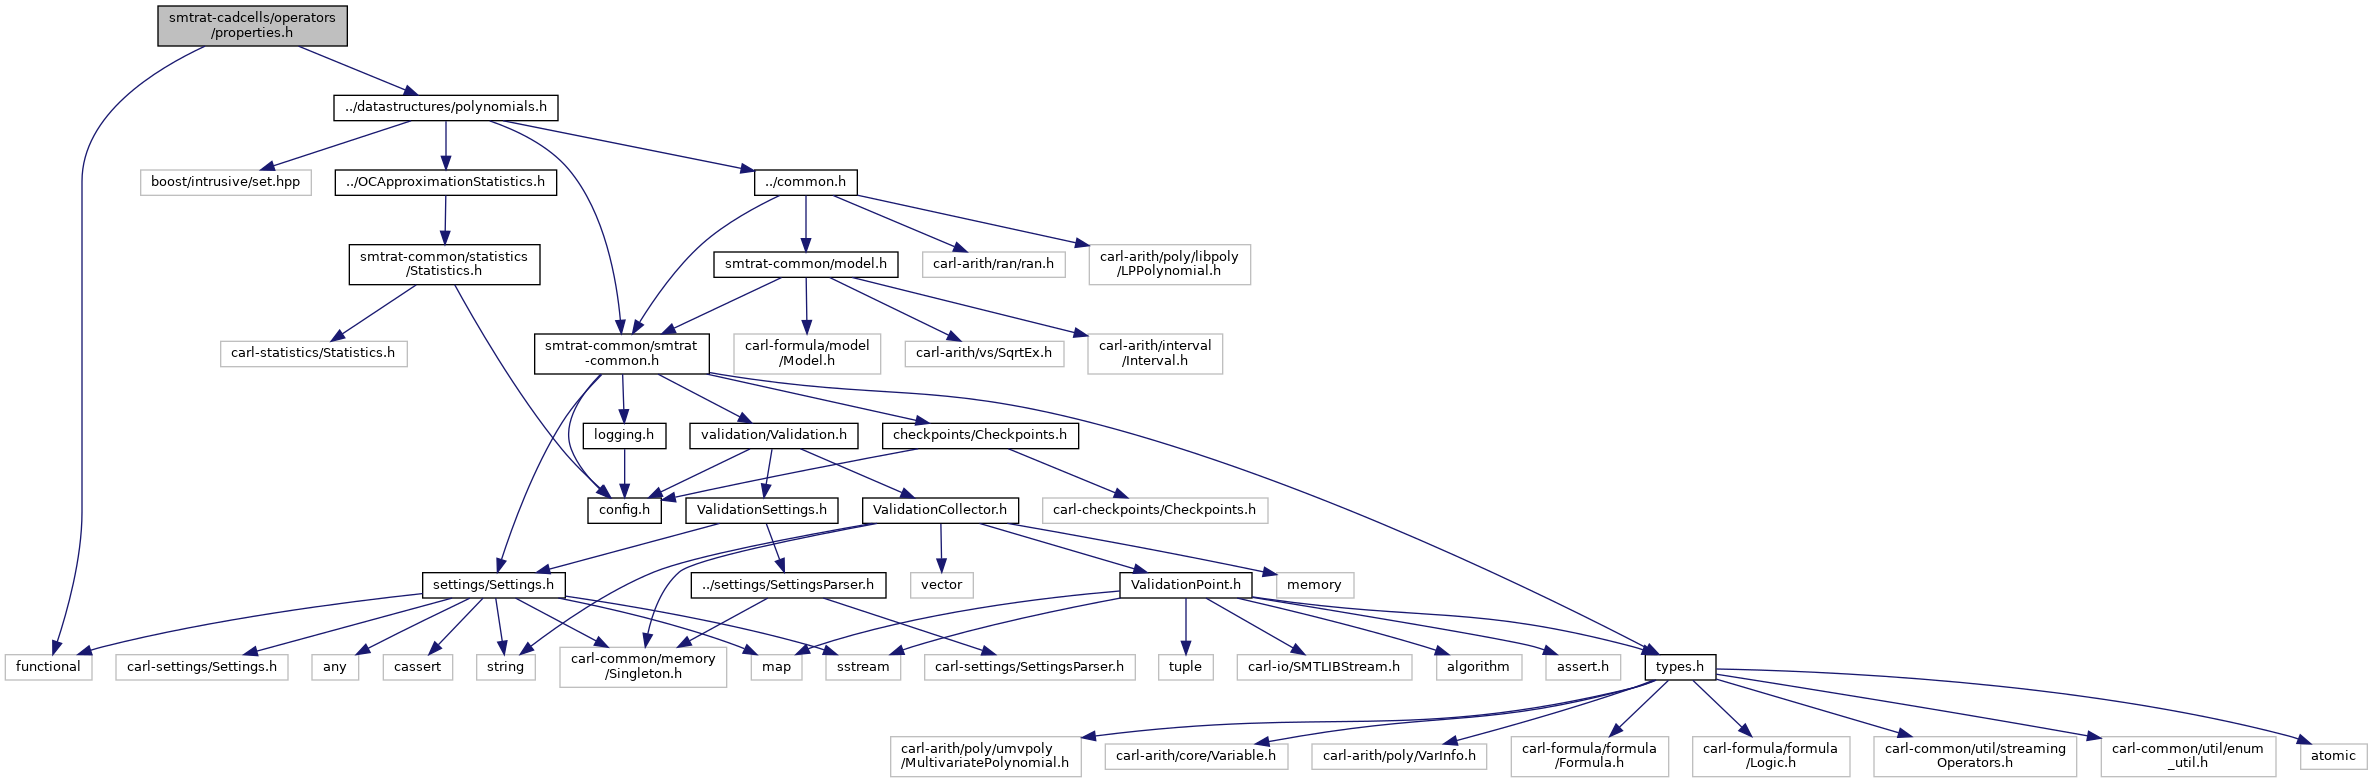 smtrat-cadcells/operators
/properties.h
../datastructures/polynomials.h
boost/intrusive/set.hpp
../OCApproximationStatistics.h
../common.h
smtrat-common/statistics
/Statistics.h
smtrat-common/model.h
carl-arith/ran/ran.h
carl-arith/poly/libpoly
/LPPolynomial.h
carl-statistics/Statistics.h
smtrat-common/smtrat
-common.h
carl-formula/model
/Model.h
carl-arith/vs/SqrtEx.h
carl-arith/interval
/Interval.h
logging.h
validation/Validation.h
checkpoints/Checkpoints.h
config.h
ValidationSettings.h
ValidationCollector.h
carl-checkpoints/Checkpoints.h
settings/Settings.h
../settings/SettingsParser.h
vector
ValidationPoint.h
memory
functional
carl-settings/Settings.h
any
cassert
string
carl-common/memory
/Singleton.h
map
sstream
carl-settings/SettingsParser.h
tuple
carl-io/SMTLIBStream.h
algorithm
assert.h
types.h
carl-arith/poly/umvpoly
/MultivariatePolynomial.h
carl-arith/core/Variable.h
carl-arith/poly/VarInfo.h
carl-formula/formula
/Formula.h
carl-formula/formula
/Logic.h
carl-common/util/streaming
Operators.h
carl-common/util/enum
_util.h
atomic